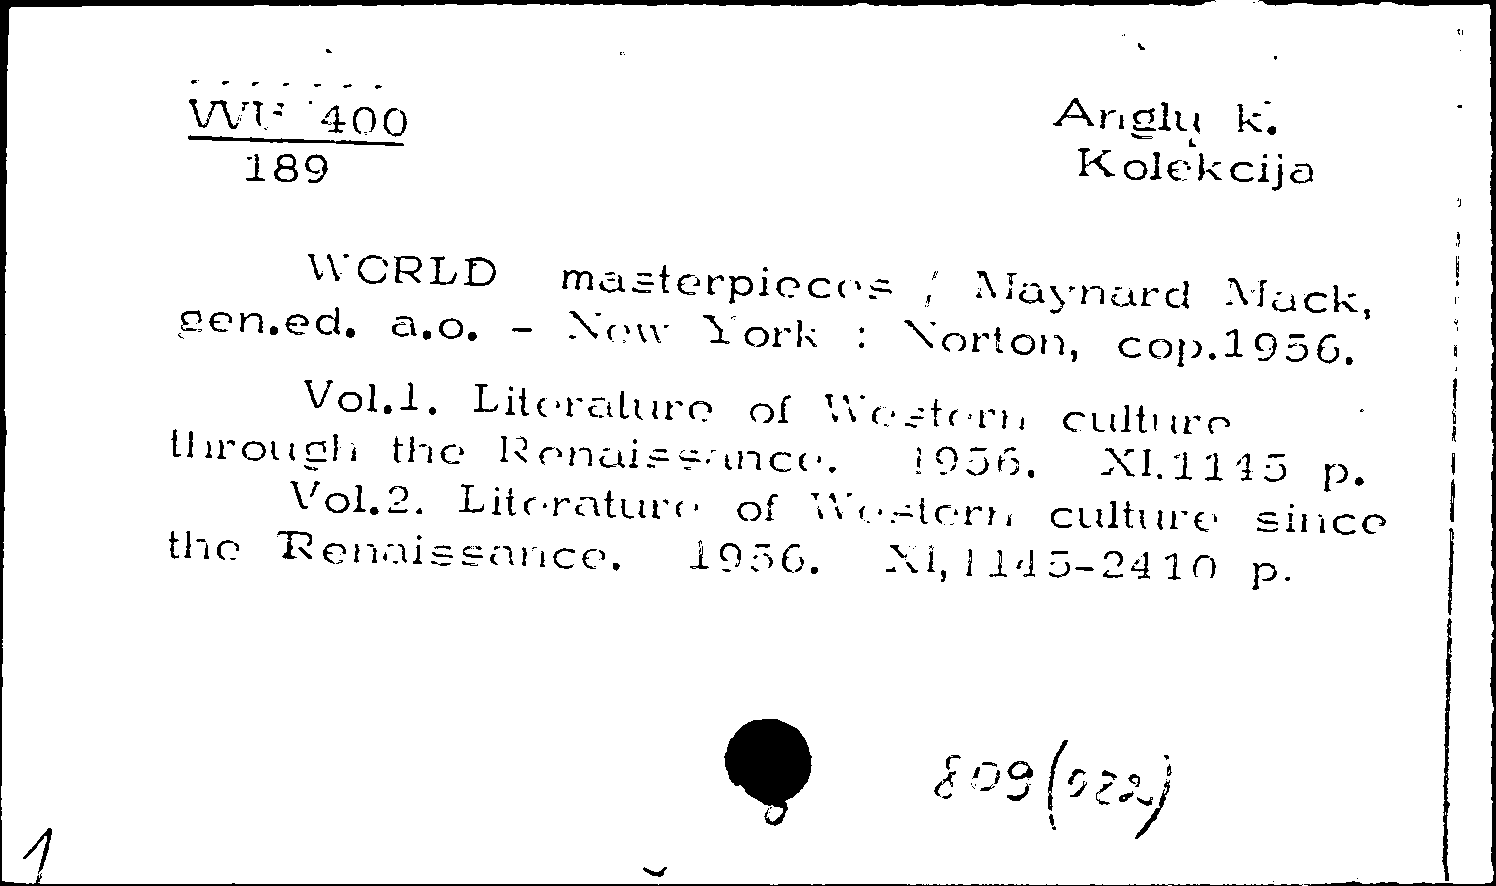 400
189
Anglų k.
Kolekcija
WORLD masterpieces / Maynard Mack,
gen.ed. a.o. - New York : Norton, cop.1956.
Vol.1. Literature of Western culture
through the Renaissance. 1956. XI.1145 p.
Vol.2. Literature of Western culture since
the Renaissance. 1956. XI,1145-2410 p.
809(022)
1